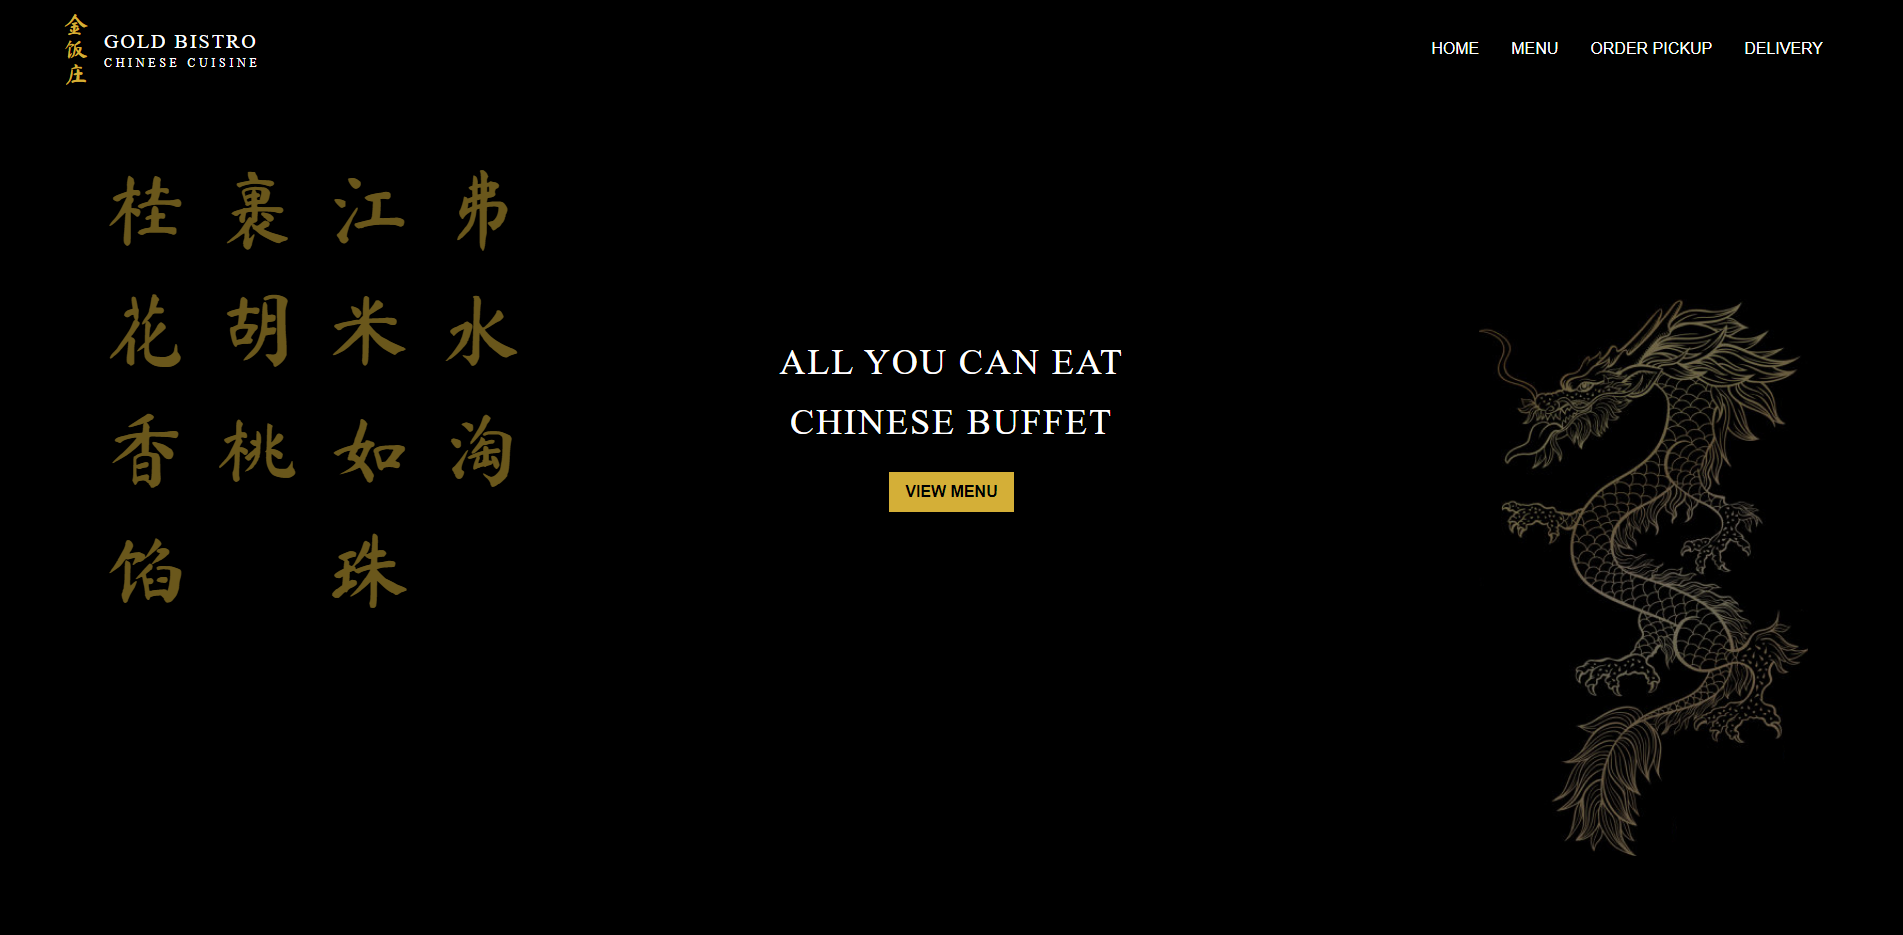 金饭庄
GOLD BISTRO
CHINESE CUISINE
HOME
MENU
ORDER PICKUP
DELIVERY
弗水淘
江米如珠
裹胡桃
桂花香馅
ALL YOU CAN EAT
CHINESE BUFFET
VIEW MENU